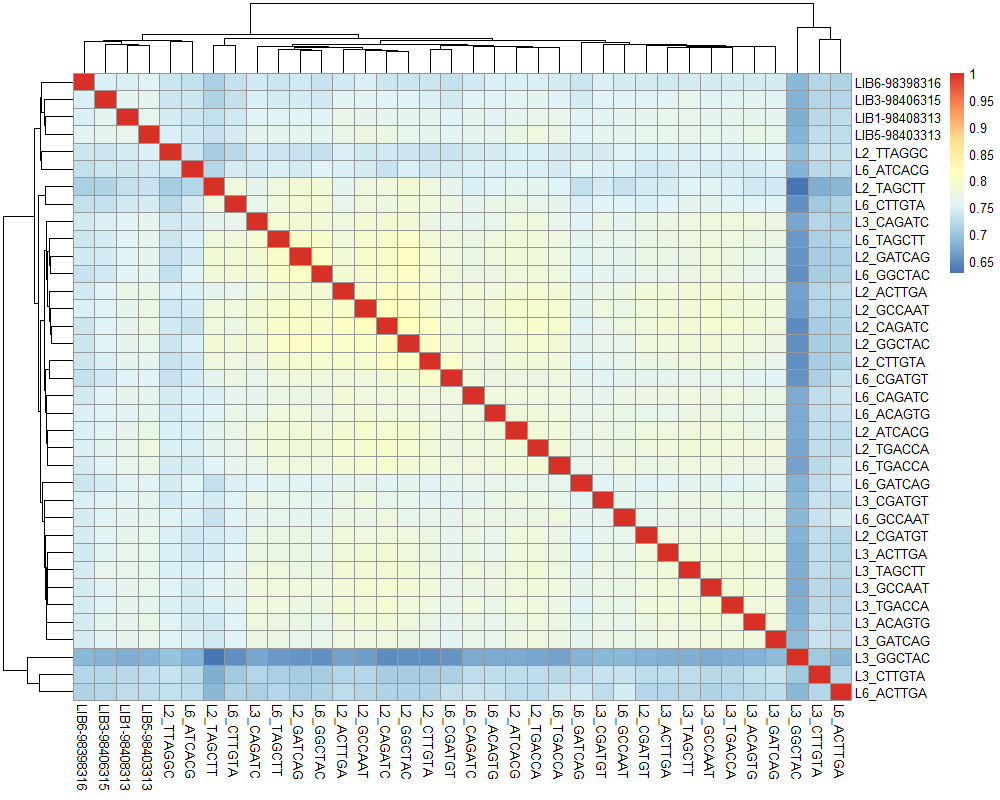 1
0.95
0.9
0.85
0.8
0.75
0.7
0.65
LIB6-98398316
LIB3-98406315
LIB1-98408313
LIB5-98403313
L2_TTAGGC
L6_ATCACG
L2_TAGCTT
L6_CTTGTA
L3_CAGATC
L6_TAGCTT
L2_GATCAG
L6_GGCTAC
L2_ACTTGA
L2_GCCAAT
L2_CAGATC
L2_GGCTAC
L2_CTTGTA
L6_CGATGT
L6_CAGATC
L6_ACAGTG
L2_ATCACG
L2_TGACCA
L6_TGACCA
L6_GATCAG
L3_CGATGT
L6_GCCAAT
L2_CGATGT
L3_ACTTGA
L3_TAGCTT
L3_GCCAAT
L3_TGACCA
L3_ACAGTG
L3_GATCAG
L3_GGCTAC
L3_CTTGTA
L6_ACTTGA
LIB6-98398316
LIB3-98406315
LIB1-98408313
LIB5-98403313
L2_TTAGGC
L6_ATCACG
L2_TAGCTT
L6_CTTGTA
L3_CAGATC
L6_TAGCTT
L2_GATCAG
L6_GGCTAC
L2_ACTTGA
L2_GCCAAT
L2_CAGATC
L2_GGCTAC
L2_CTTGTA
L6_CGATGT
L6_CAGATC
L6_ACAGTG
L2_ATCACG
L2_TGACCA
L6_TGACCA
L6_GATCAG
L3_CGATGT
L6_GCCAAT
L2_CGATGT
L3_ACTTGA
L3_TAGCTT
L3_GCCAAT
L3_TGACCA
L3_ACAGTG
L3_GATCAG
L3_GGCTAC
L3_CTTGTA
L6_ACTTGA